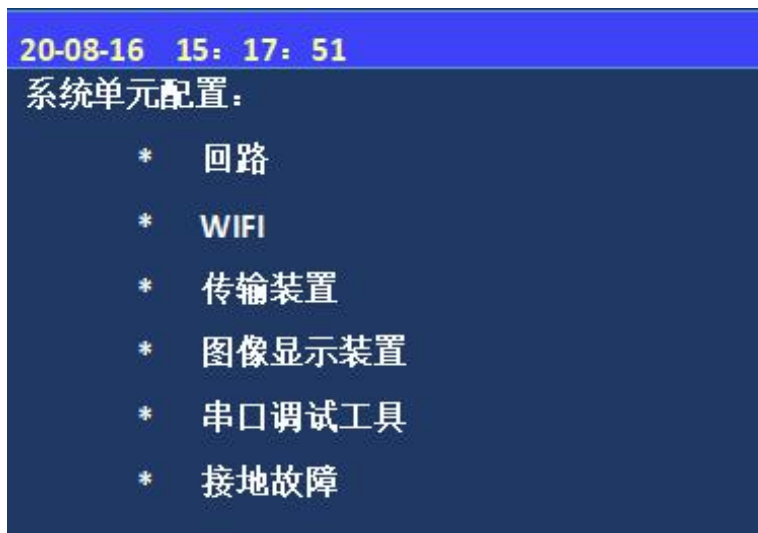 20-08-16 15：17：51
系统单元配置：
* 回路
* WIFI
* 传输装置
* 图像显示装置
* 串口调试工具
* 接地故障